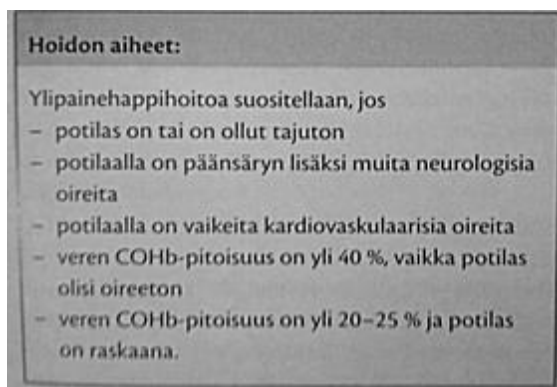 Hoidon aiheet:
Ylipainehappihoitoa suositellaan, jos
– potilas on tai on ollut tajuton
– potilaalla on päänsäryn lisäksi muita neurologisia
oireita
– potilaalla on vaikeita kardiovaskulaarisia oireita
– veren COHb-pitoisuus on yli 40 %, vaikka potilas
olisi oireeton
– veren COHb-pitoisuus on yli 20–25 % ja potilas
on raskaana.